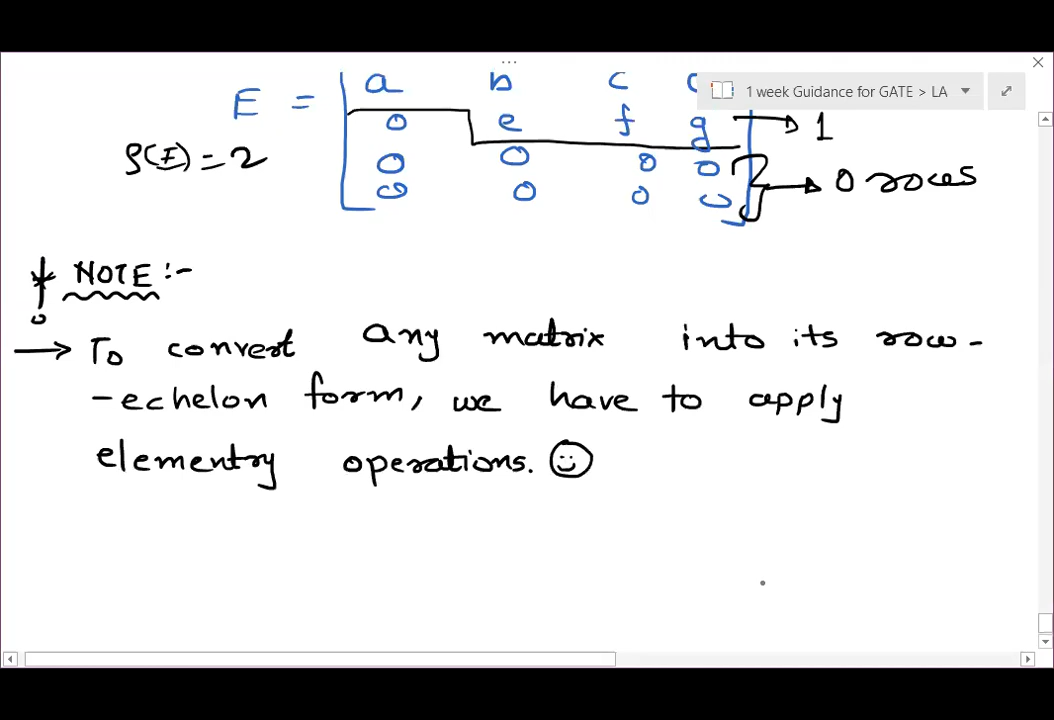 ...
a b c
1 week Guidance for GATE > LA
E =
0 e f g → 1
ρ(E) = 2
0 0 0 0
→ 0 rows
0 0 0 0
* NOTE :-
→ To convert any matrix into its row-
-echelon form, we have to apply
elementry operations. ☺